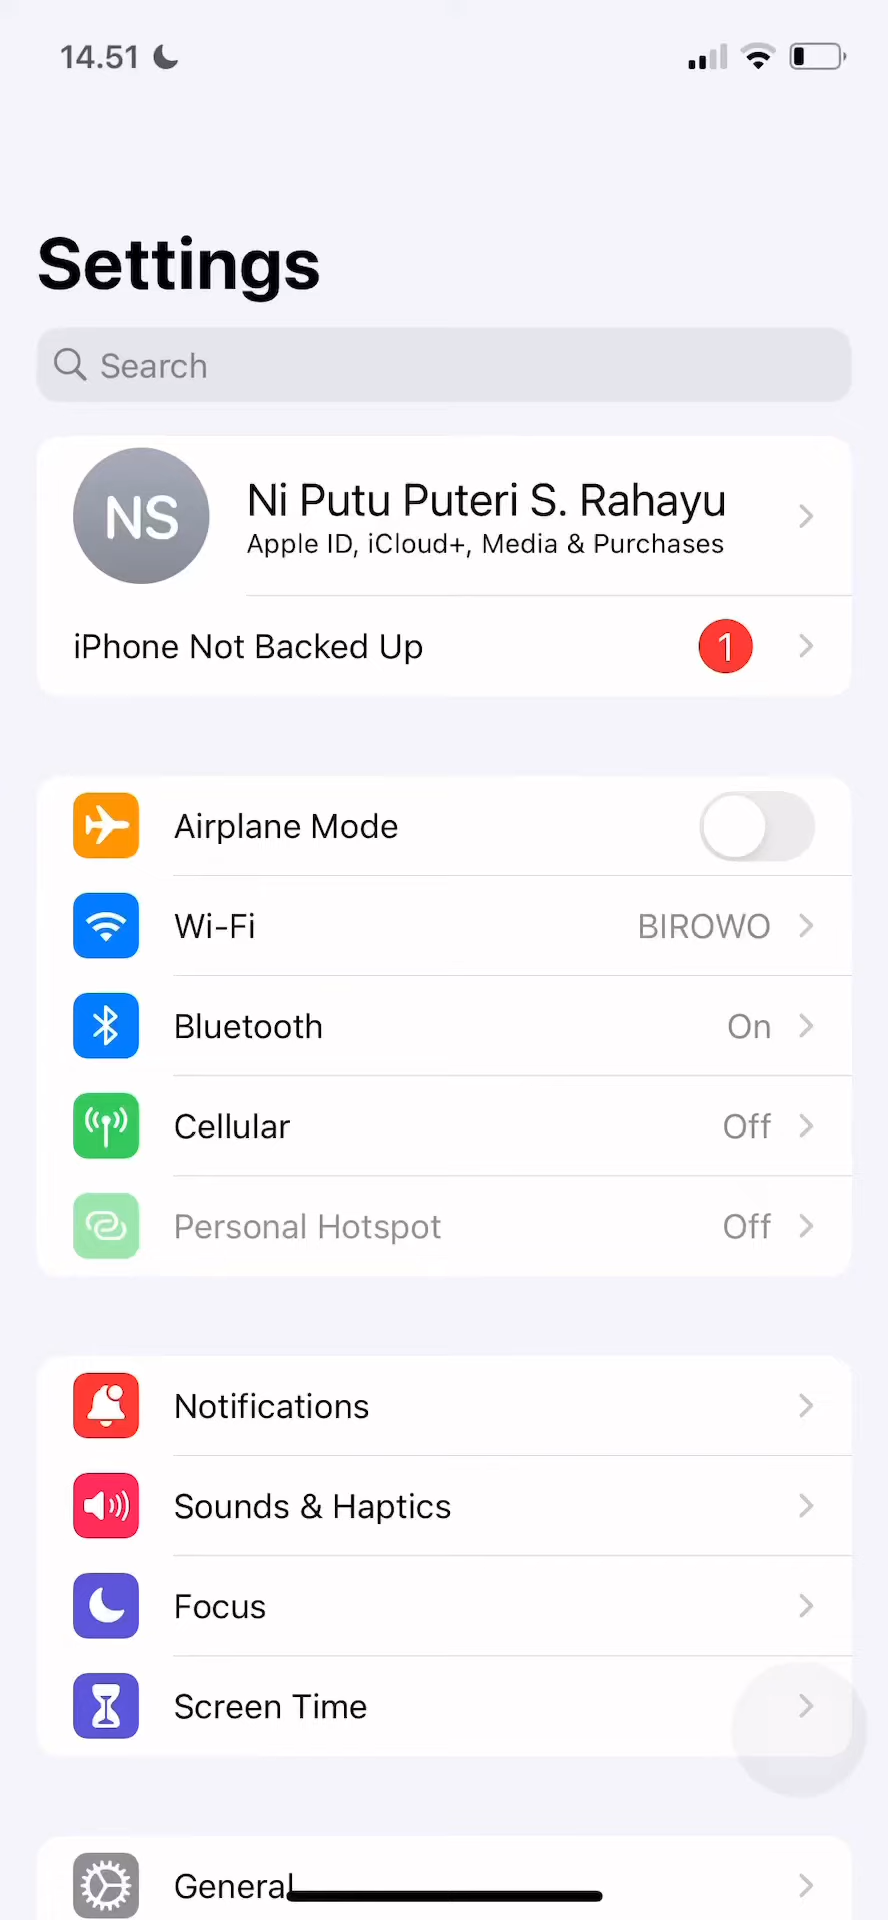 14.51
Settings
Search
NS
Ni Putu Puteri S. Rahayu
Apple ID, iCloud+, Media & Purchases
iPhone Not Backed Up 1
Airplane Mode
Wi-Fi BIROWO
Bluetooth On
Cellular Off
Personal Hotspot Off
Notifications
Sounds & Haptics
Focus
Screen Time
General